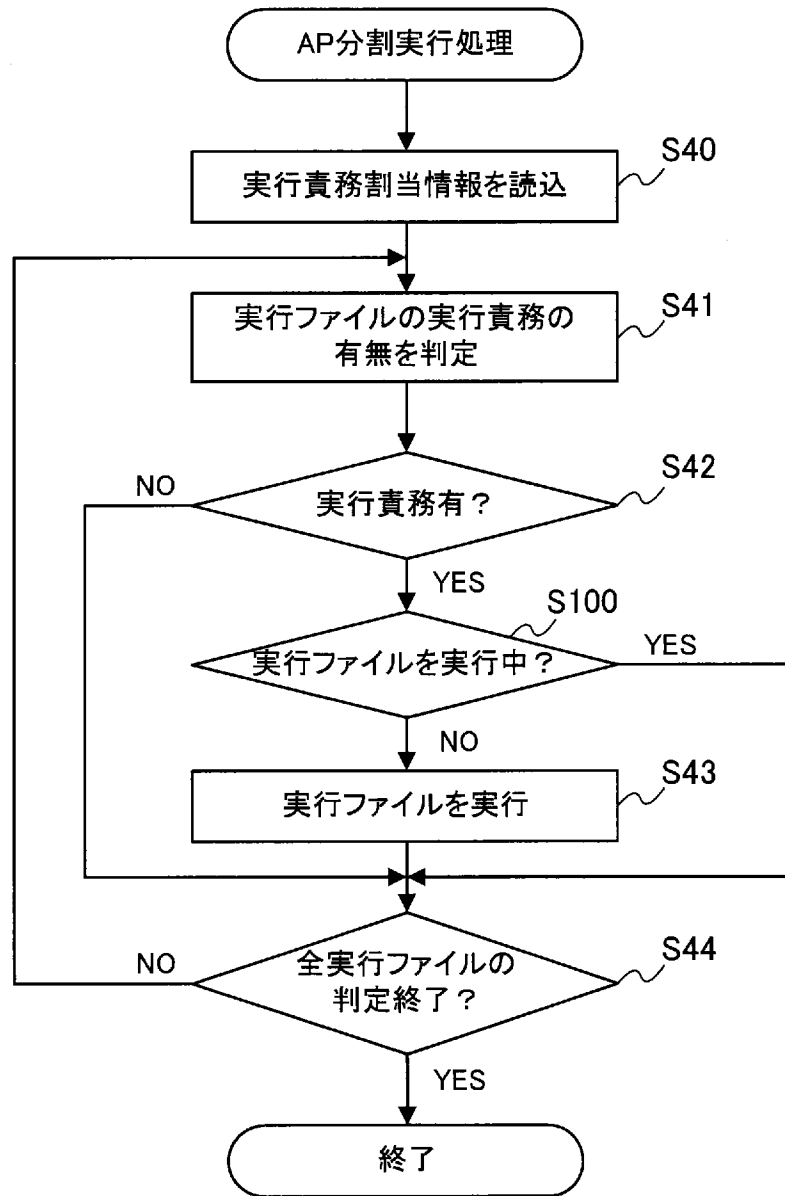 AP分割実行処理
S40
実行責務割当情報を読込
S41
実行ファイルの実行責務の
有無を判定
S42
NO
実行責務有？
YES
S100
実行ファイルを実行中？
YES
NO
S43
実行ファイルを実行
S44
NO
全実行ファイルの
判定終了？
YES
終了